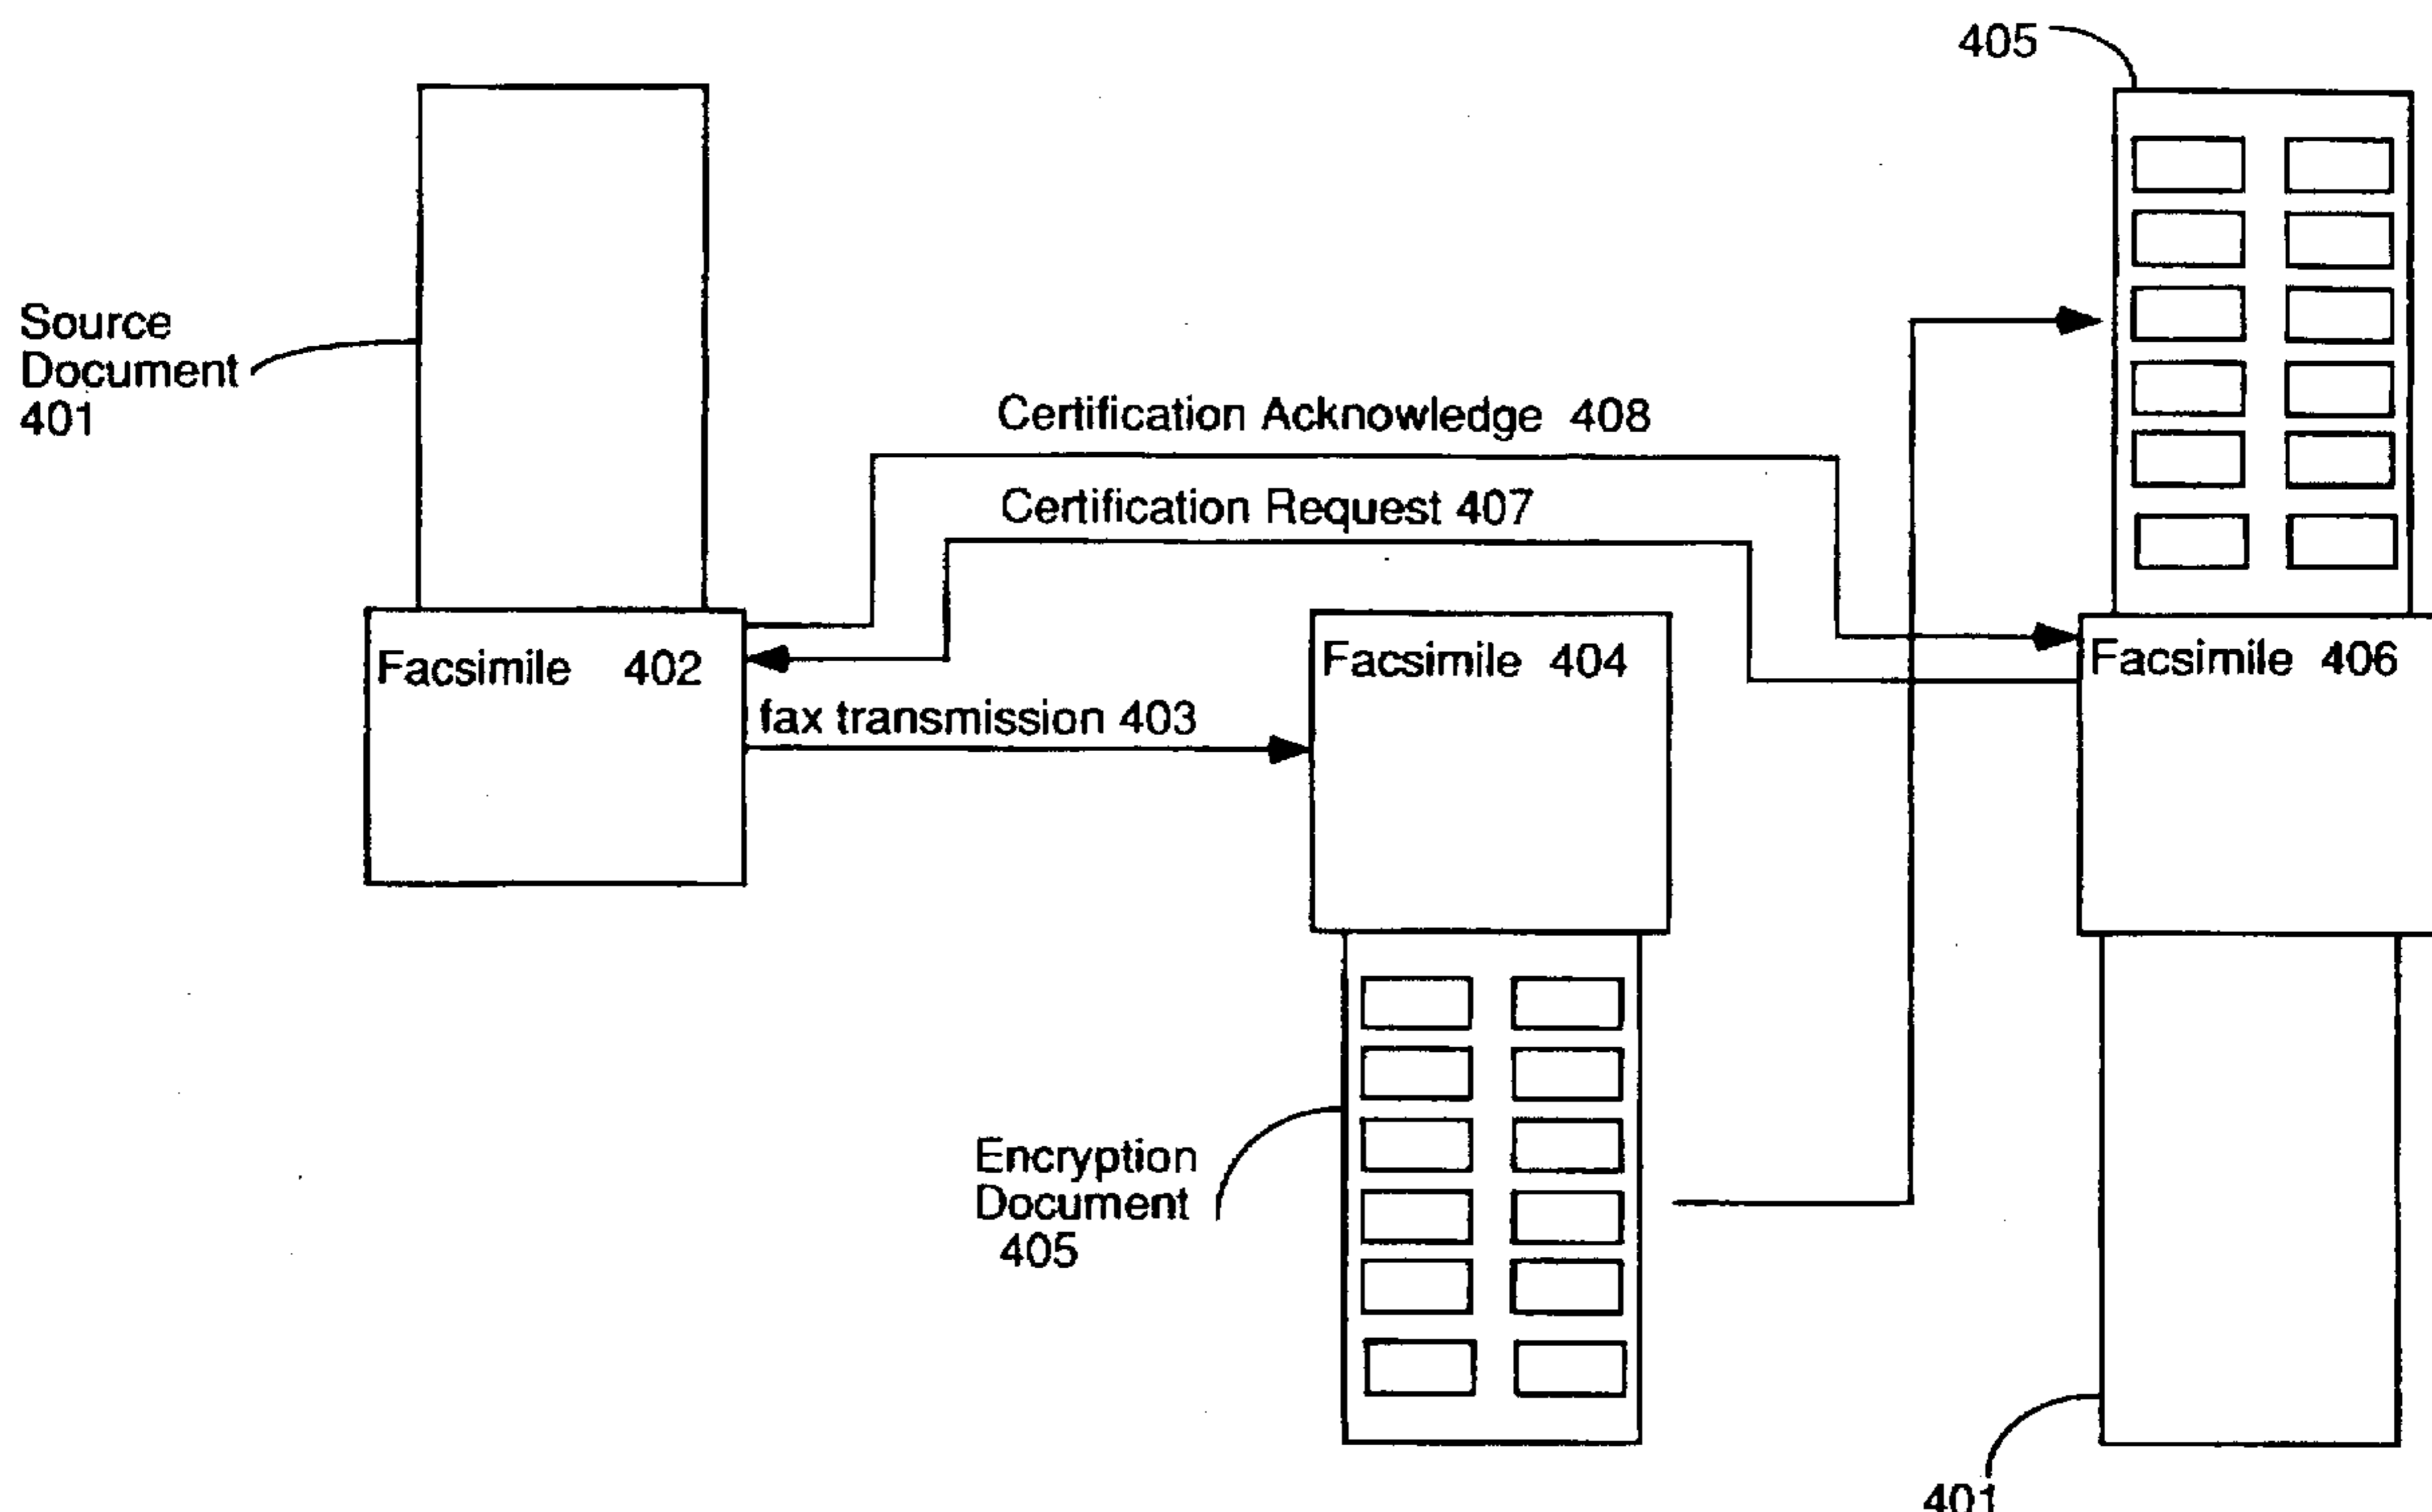 405
Source
Document
401
Certification Acknowledge 408
Certification Request 407
Facsimile 402
Facsimile 404
Facsimile 406
fax transmission 403
Encryption
Document
405
401